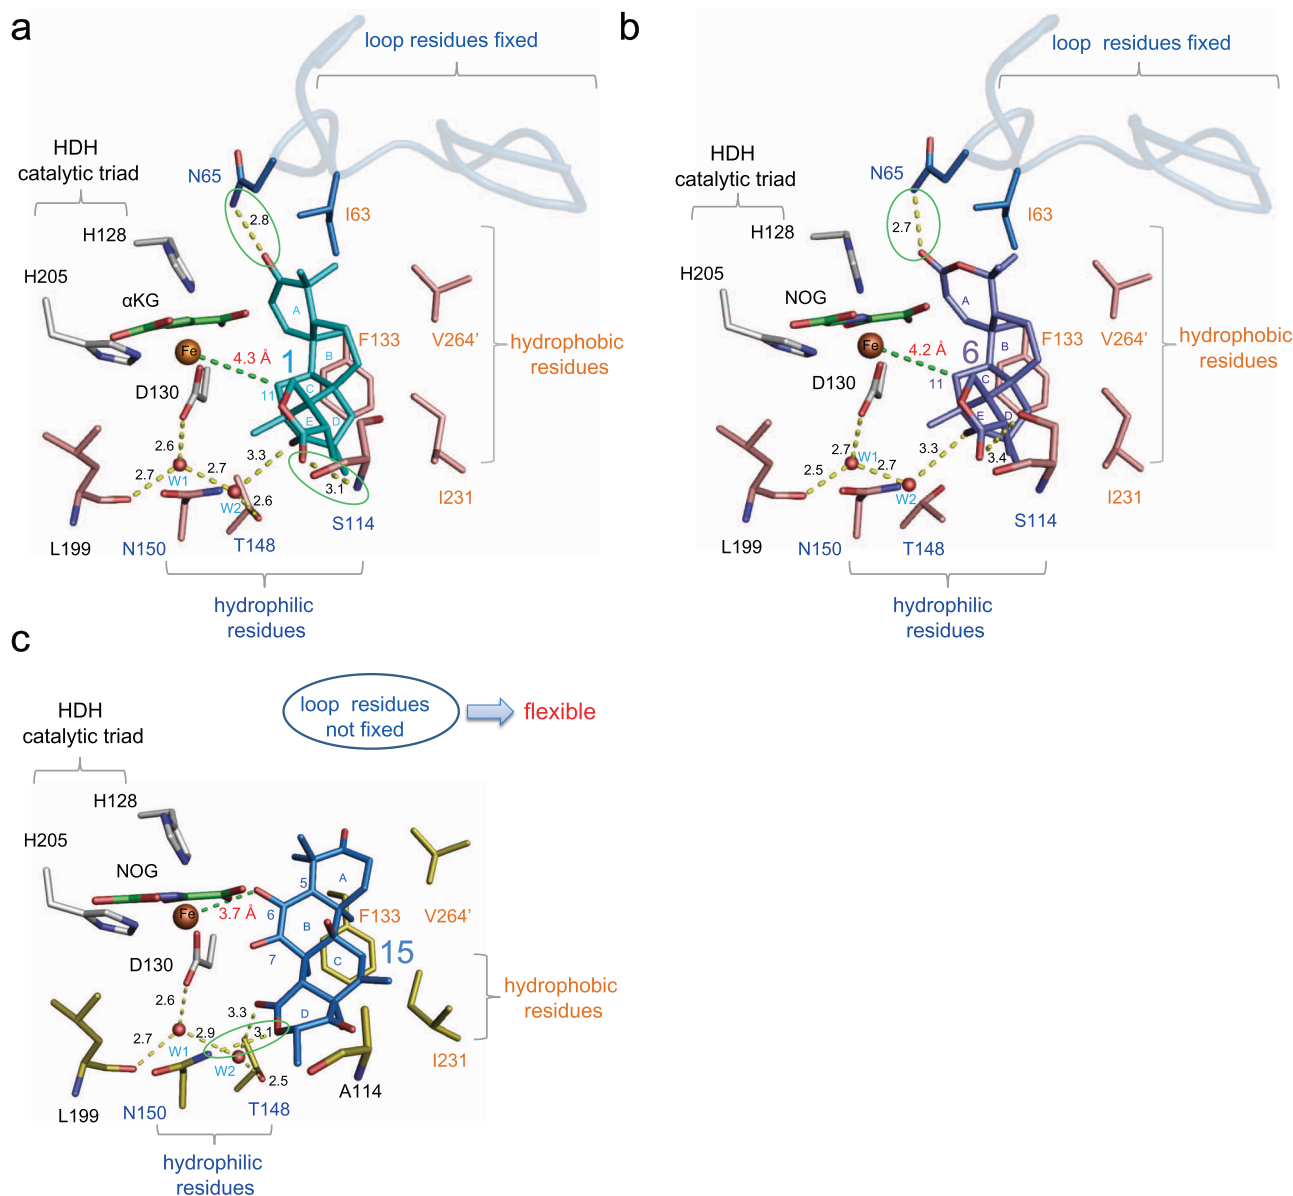 a
loop residues fixed
HDH
catalytic triad
N65
2.8
I63
H128
H205
αKG
A
Fe
4.3 Å
1
B
F133
V264’
hydrophobic
residues
D130
11
C
E
D
2.6
3.3
2.7
2.7
W1
W2
2.6
3.1
I231
S114
L199
N150
T148
hydrophilic
residues
b
loop residues fixed
HDH
catalytic triad
N65
2.7
I63
H128
H205
NOG
A
Fe
4.2 Å
6
B
F133
V264’
hydrophobic
residues
D130
11
C
E
D
2.7
3.3
3.4
W1
2.5
2.7
W2
I231
S114
L199
N150
T148
hydrophilic
residues
c
loop residues
not fixed
flexible
HDH
catalytic triad
H128
H205
NOG
5
A
Fe
3.7 Å
6
B
F133
V264’
7
C
15
D130
2.6
3.3
D
hydrophobic
residues
2.7
2.9
3.1
W1
W2
2.5
I231
A114
L199
N150
T148
hydrophilic
residues